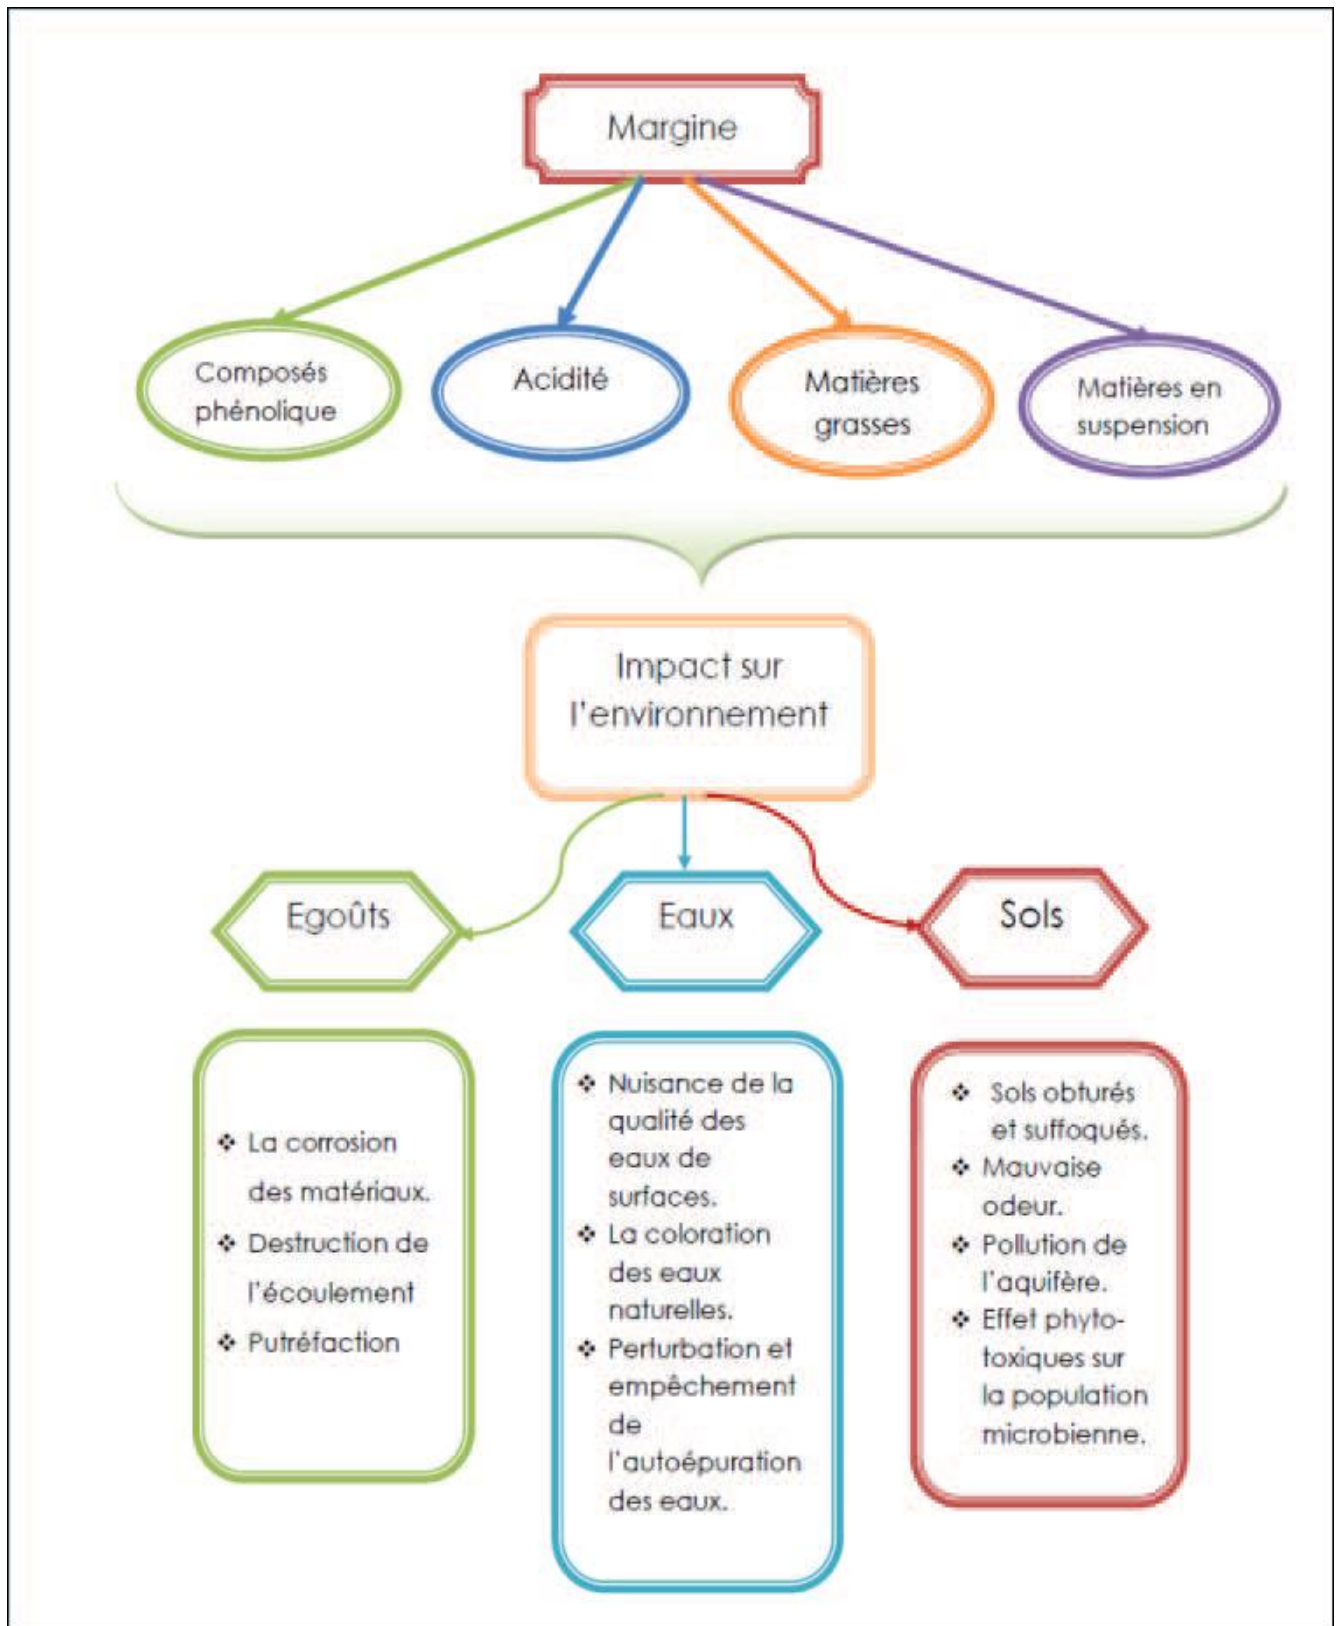 Margine
Composés
phénolique
Acidité
Matières
grasses
Matières en
suspension
Impact sur
l'environnement
Egoûts
Eaux
Sols
❖ La corrosion
des matériaux.
❖ Destruction de
l'écoulement
❖ Putréfaction
❖ Nuisance de la
qualité des
eaux de
surfaces.
❖ La coloration
des eaux
naturelles.
❖ Perturbation et
empêchement
de
l'autoépuration
des eaux.
❖ Sols obturés
et suffoqués.
❖ Mauvaise
odeur.
❖ Pollution de
l'aquifère.
❖ Effet phyto-
toxiques sur
la population
microbienne.